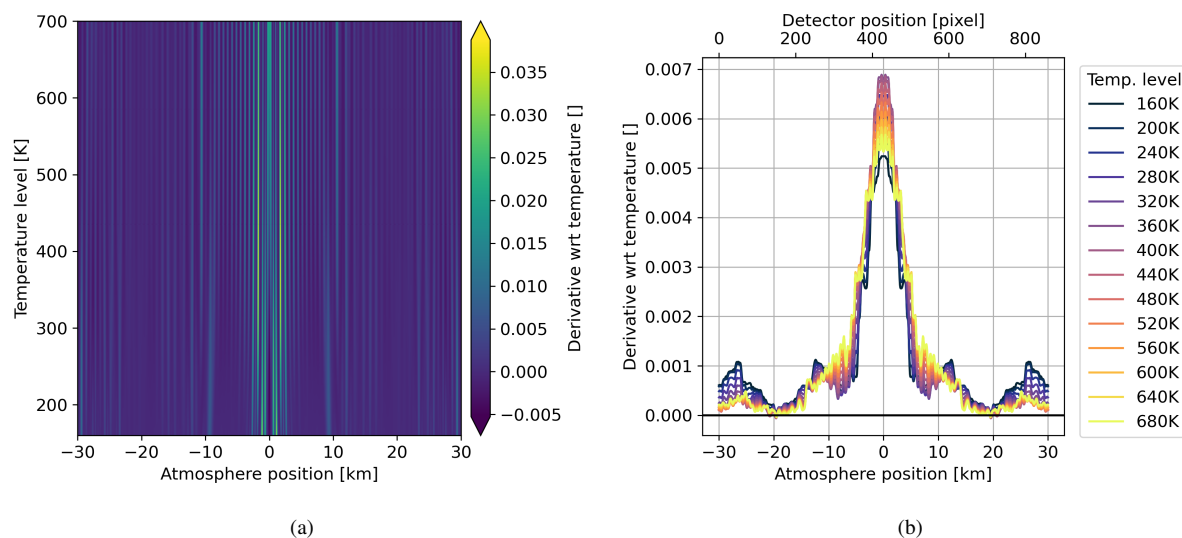 700
600
500
400
300
200
Temperature level [K]
−30 −20 −10 0 10 20 30
Atmosphere position [km]
0.035
0.030
0.025
0.020
0.015
0.010
0.005
0.000
−0.005
Derivative wrt temperature []
(a)
Detector position [pixel]
0 200 400 600 800
0.007
0.006
0.005
0.004
0.003
0.002
0.001
0.000
Derivative wrt temperature []
−30 −20 −10 0 10 20 30
Atmosphere position [km]
Temp. level
160K
200K
240K
280K
320K
360K
400K
440K
480K
520K
560K
600K
640K
680K
(b)